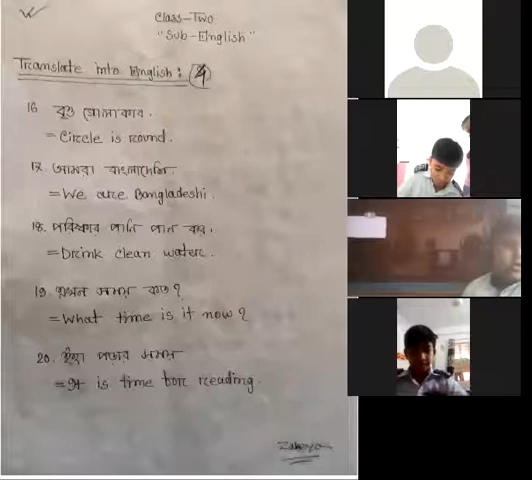 Class-Two
"Sub-English"
Translate into English: 4
16. বৃত্ত গোলাকার.
= Circle is round.
17. আমরা বাংলাদেশি.
= We are Bangladeshi.
18. পরিষ্কার পানি পান কর.
= Drink clean water.
19. এখন সময় কত?
= What time is it now?
20. ইহা পড়ার সময়
= It is time for reading.